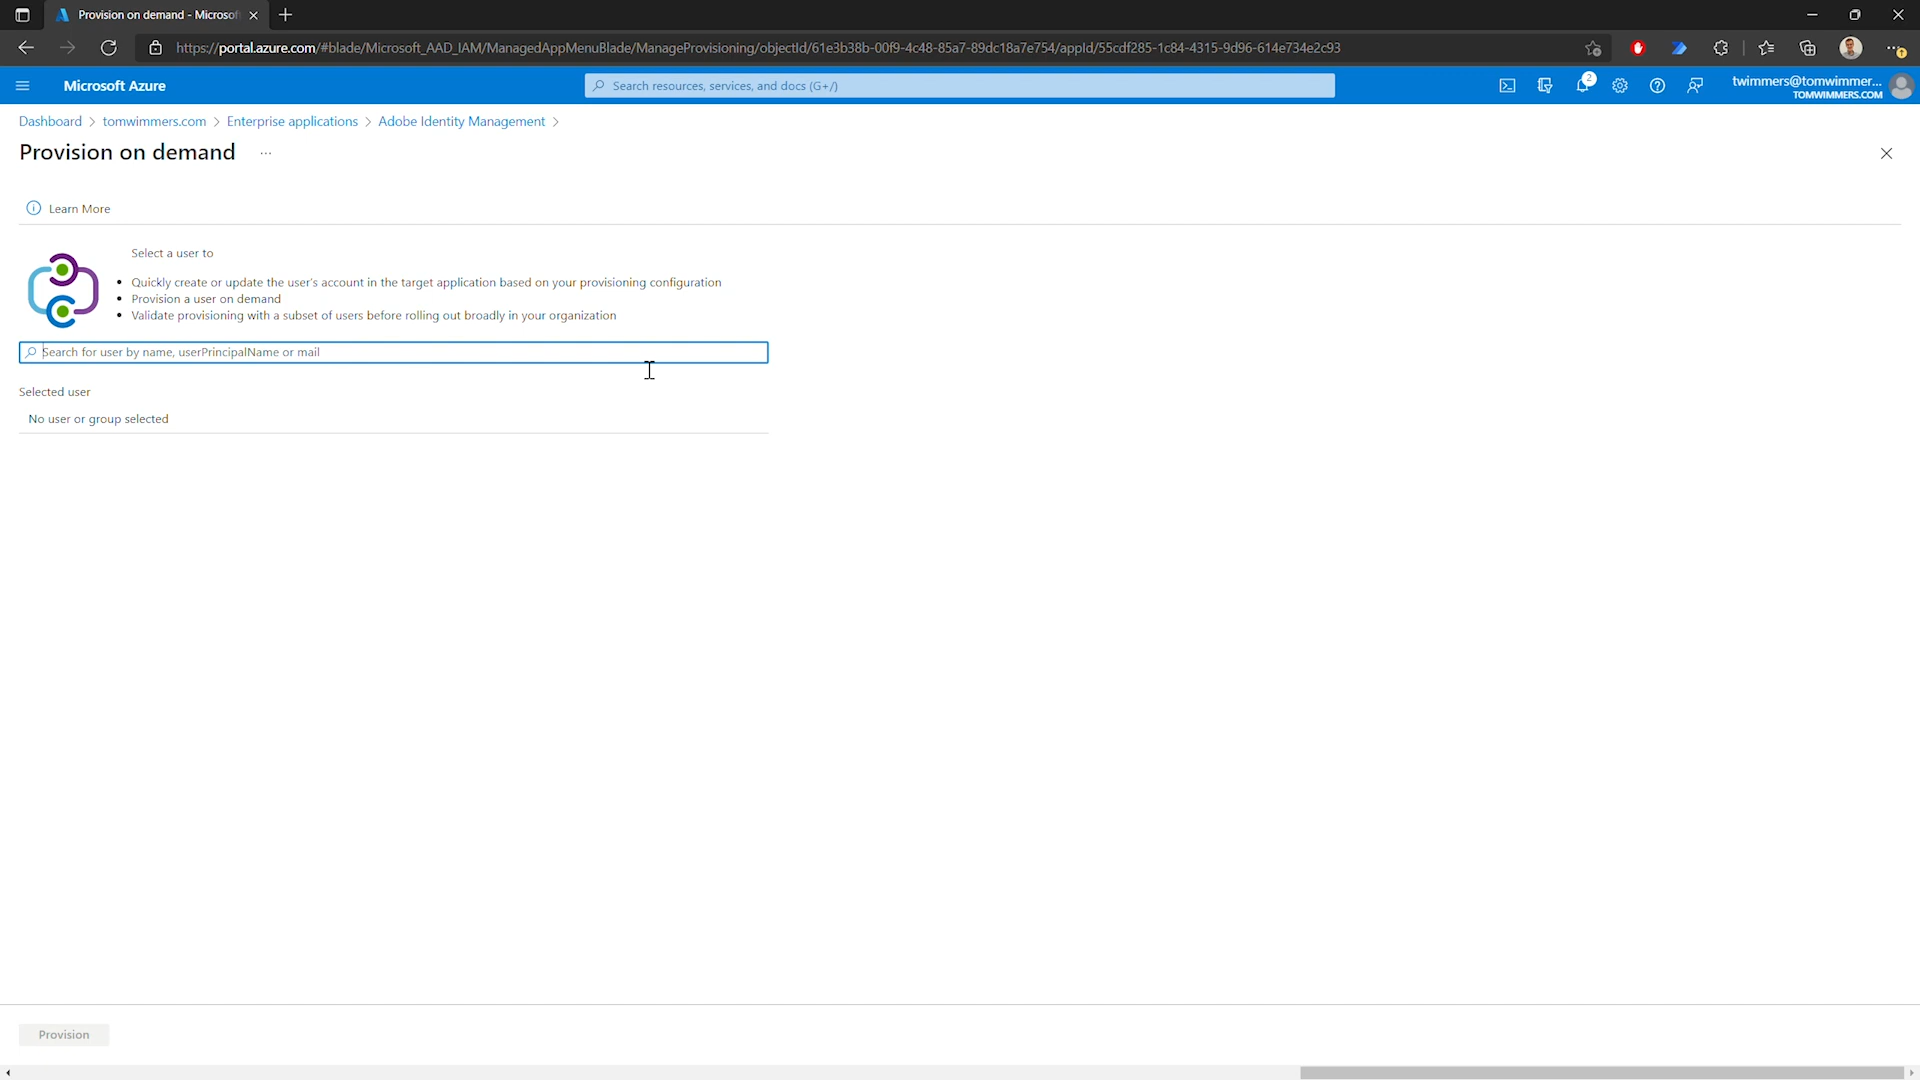 Provision on demand - Microsof
https://portal.azure.com/#blade/Microsoft_AAD_IAM/ManagedAppMenuBlade/ManageProvisioning/objectId/61e3b38b-00f9-4c48-85a7-89dc18a7e754/appId/55cdf285-1c84-4315-9d96-614e734e2c93
Microsoft Azure
Search resources, services, and docs (G+/)
2
twimmers@tomwimmer...
TOMWIMMERS.COM
Dashboard > tomwimmers.com > Enterprise applications > Adobe Identity Management >
Provision on demand ...
Learn More
Select a user to
• Quickly create or update the user's account in the target application based on your provisioning configuration
• Provision a user on demand
• Validate provisioning with a subset of users before rolling out broadly in your organization
Search for user by name, userPrincipalName or mail
Selected user
No user or group selected
Provision